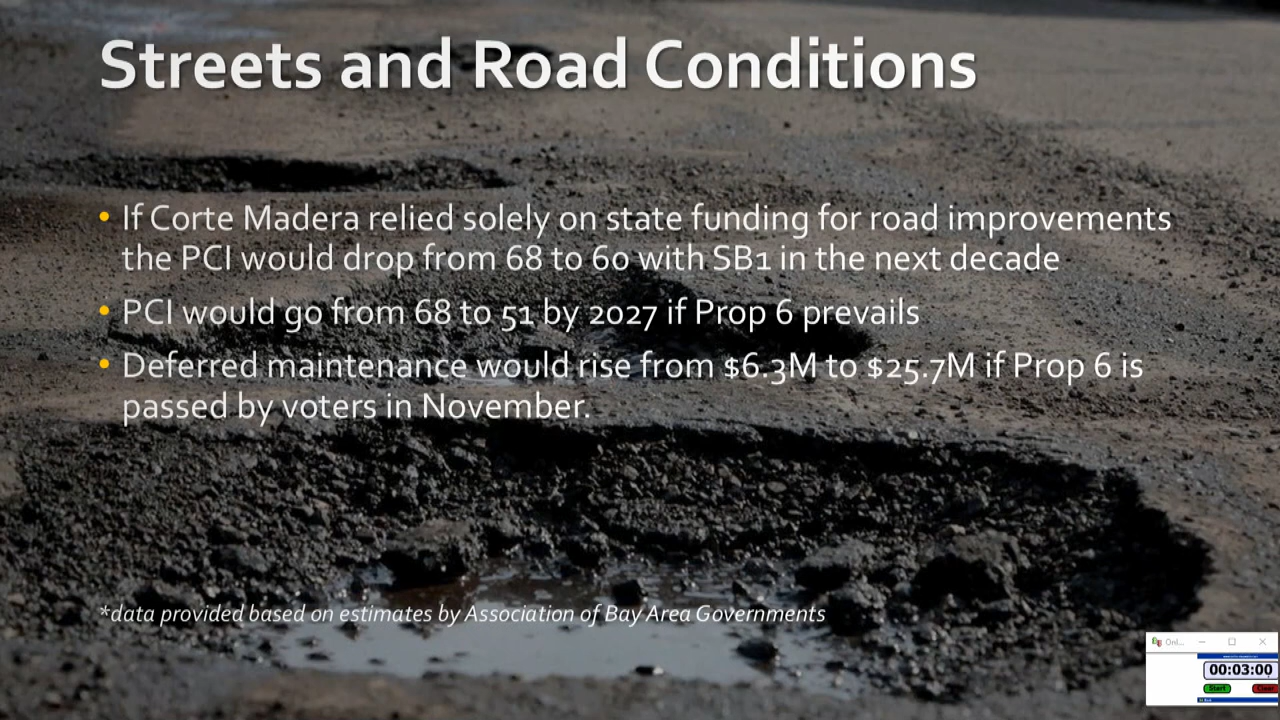 Streets and Road Conditions
• If Corte Madera relied solely on state funding for road improvements
the PCI would drop from 68 to 60 with SB1 in the next decade
• PCI would go from 68 to 51 by 2027 if Prop 6 prevails
• Deferred maintenance would rise from $6.3M to $25.7M if Prop 6 is
passed by voters in November.
*data provided based on estimates by Association of Bay Area Governments
Onl...
00:03:00
Start
Clear